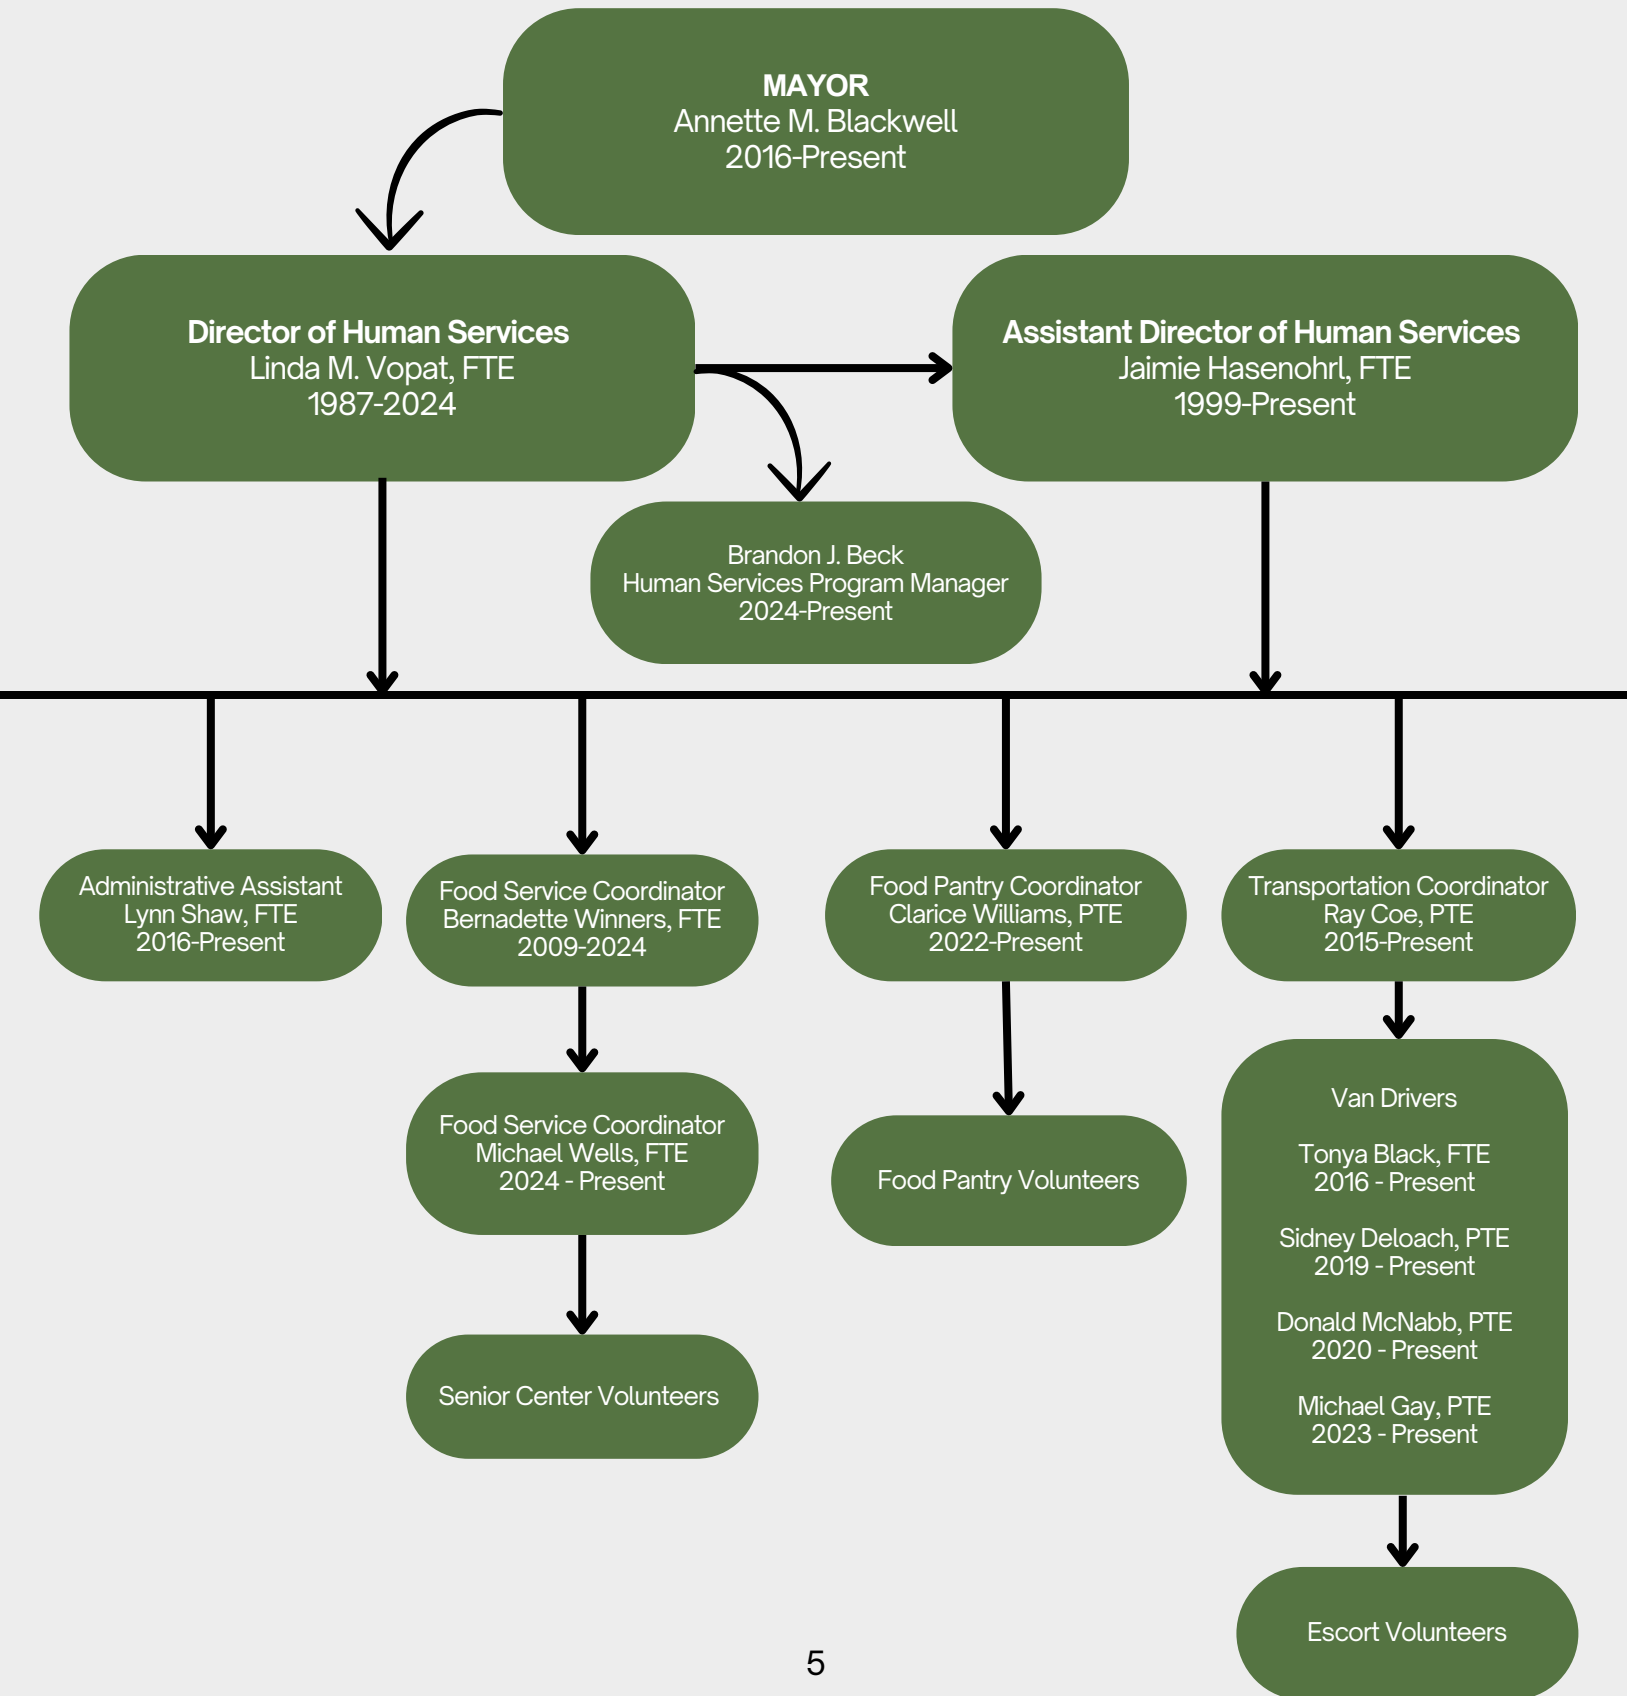 MAYOR
Annette M. Blackwell
2016-Present
Director of Human Services
Linda M. Vopat, FTE
1987-2024
Assistant Director of Human Services
Jaimie Hasenohrl, FTE
1999-Present
Brandon J. Beck
Human Services Program Manager
2024-Present
Administrative Assistant
Lynn Shaw, FTE
2016-Present
Food Service Coordinator
Bernadette Winners, FTE
2009-2024
Food Pantry Coordinator
Clarice Williams, PTE
2022-Present
Transportation Coordinator
Ray Coe, PTE
2015-Present
Food Service Coordinator
Michael Wells, FTE
2024 - Present
Food Pantry Volunteers
Van Drivers
Tonya Black, FTE
2016 - Present
Sidney Deloach, PTE
2019 - Present
Donald McNabb, PTE
2020 - Present
Michael Gay, PTE
2023 - Present
Senior Center Volunteers
Escort Volunteers
5